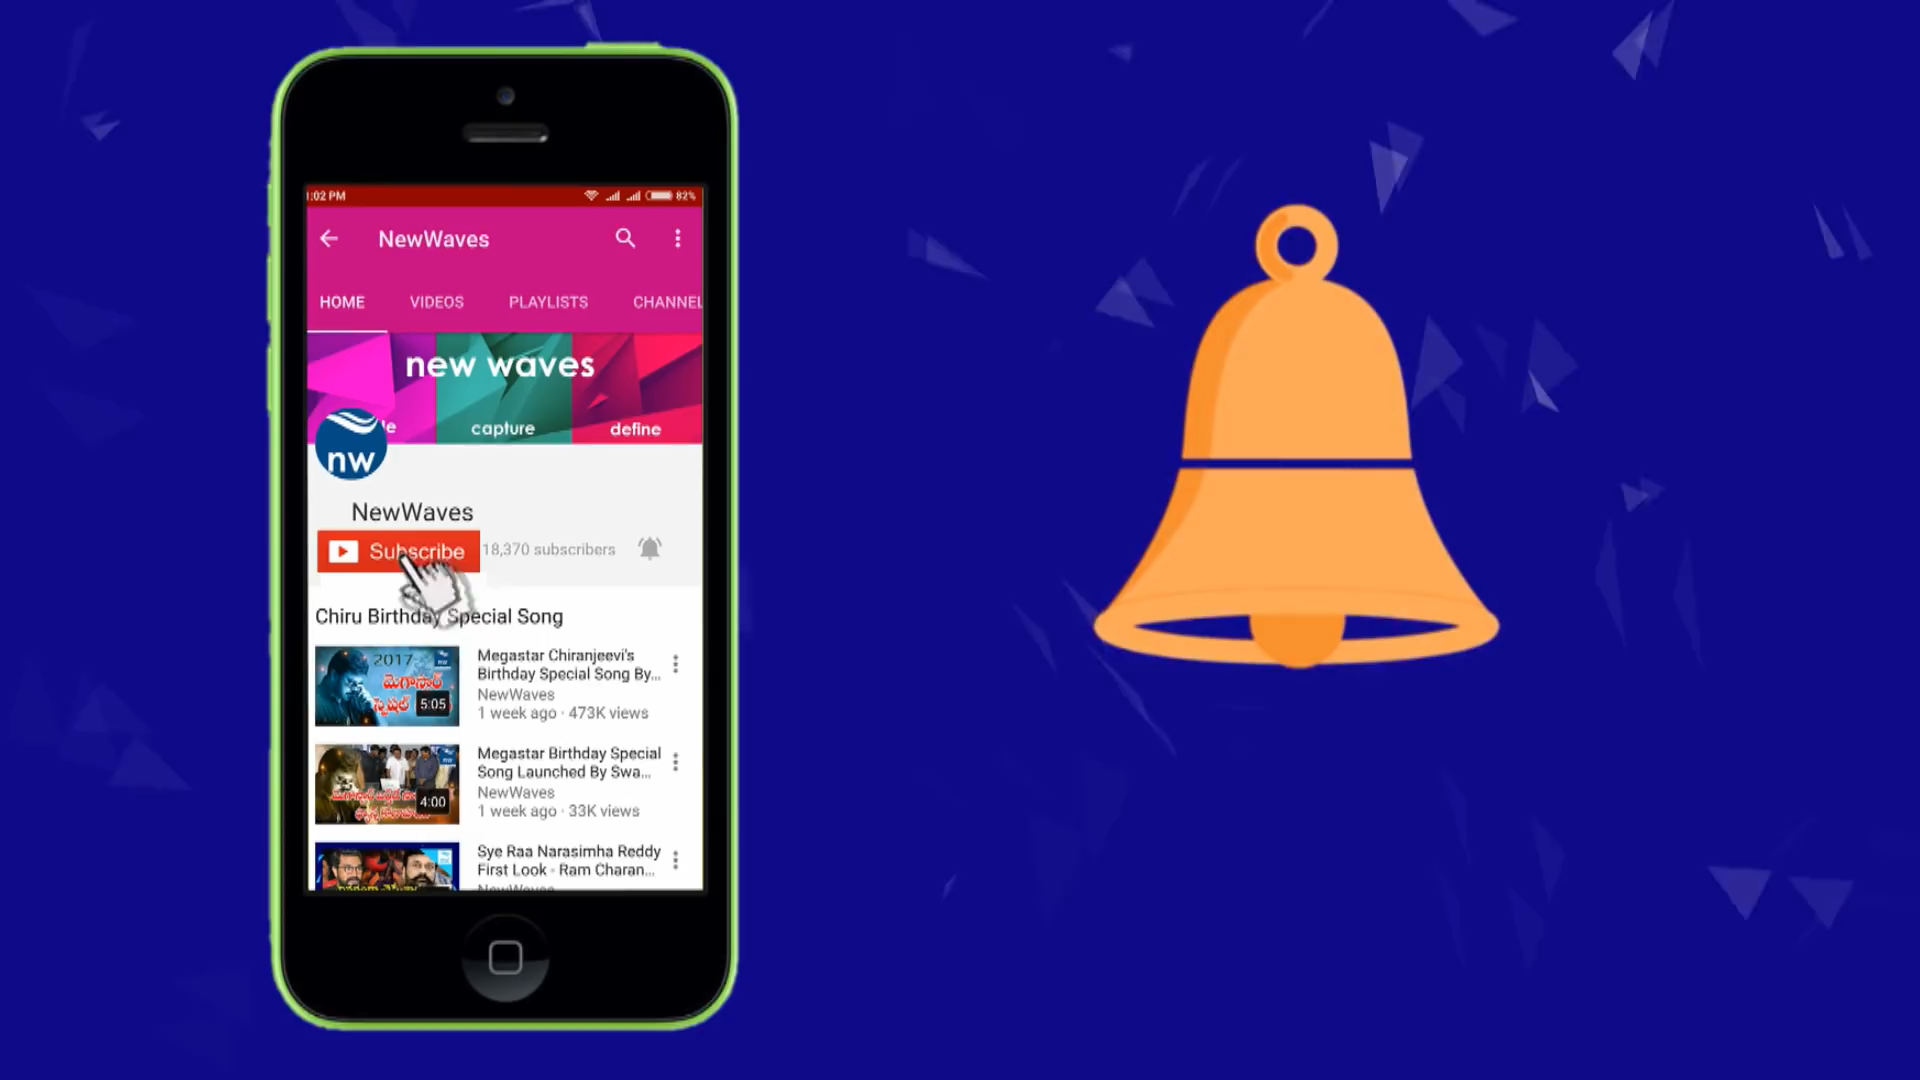 1:02 PM
82%
NewWaves
HOME VIDEOS PLAYLISTS CHANNEL
new waves
capture
define
nw
NewWaves
Subscribe
18,370 subscribers
Chiru Birthday Special Song
2017
మెగాస్టార్
స్పెషల్
5:05
Megastar Chiranjeevi's
Birthday Special Song By...
NewWaves
1 week ago · 473K views
4:00
Megastar Birthday Special
Song Launched By Swa...
NewWaves
1 week ago · 33K views
Sye Raa Narasimha Reddy
First Look - Ram Charan...
NewWaves